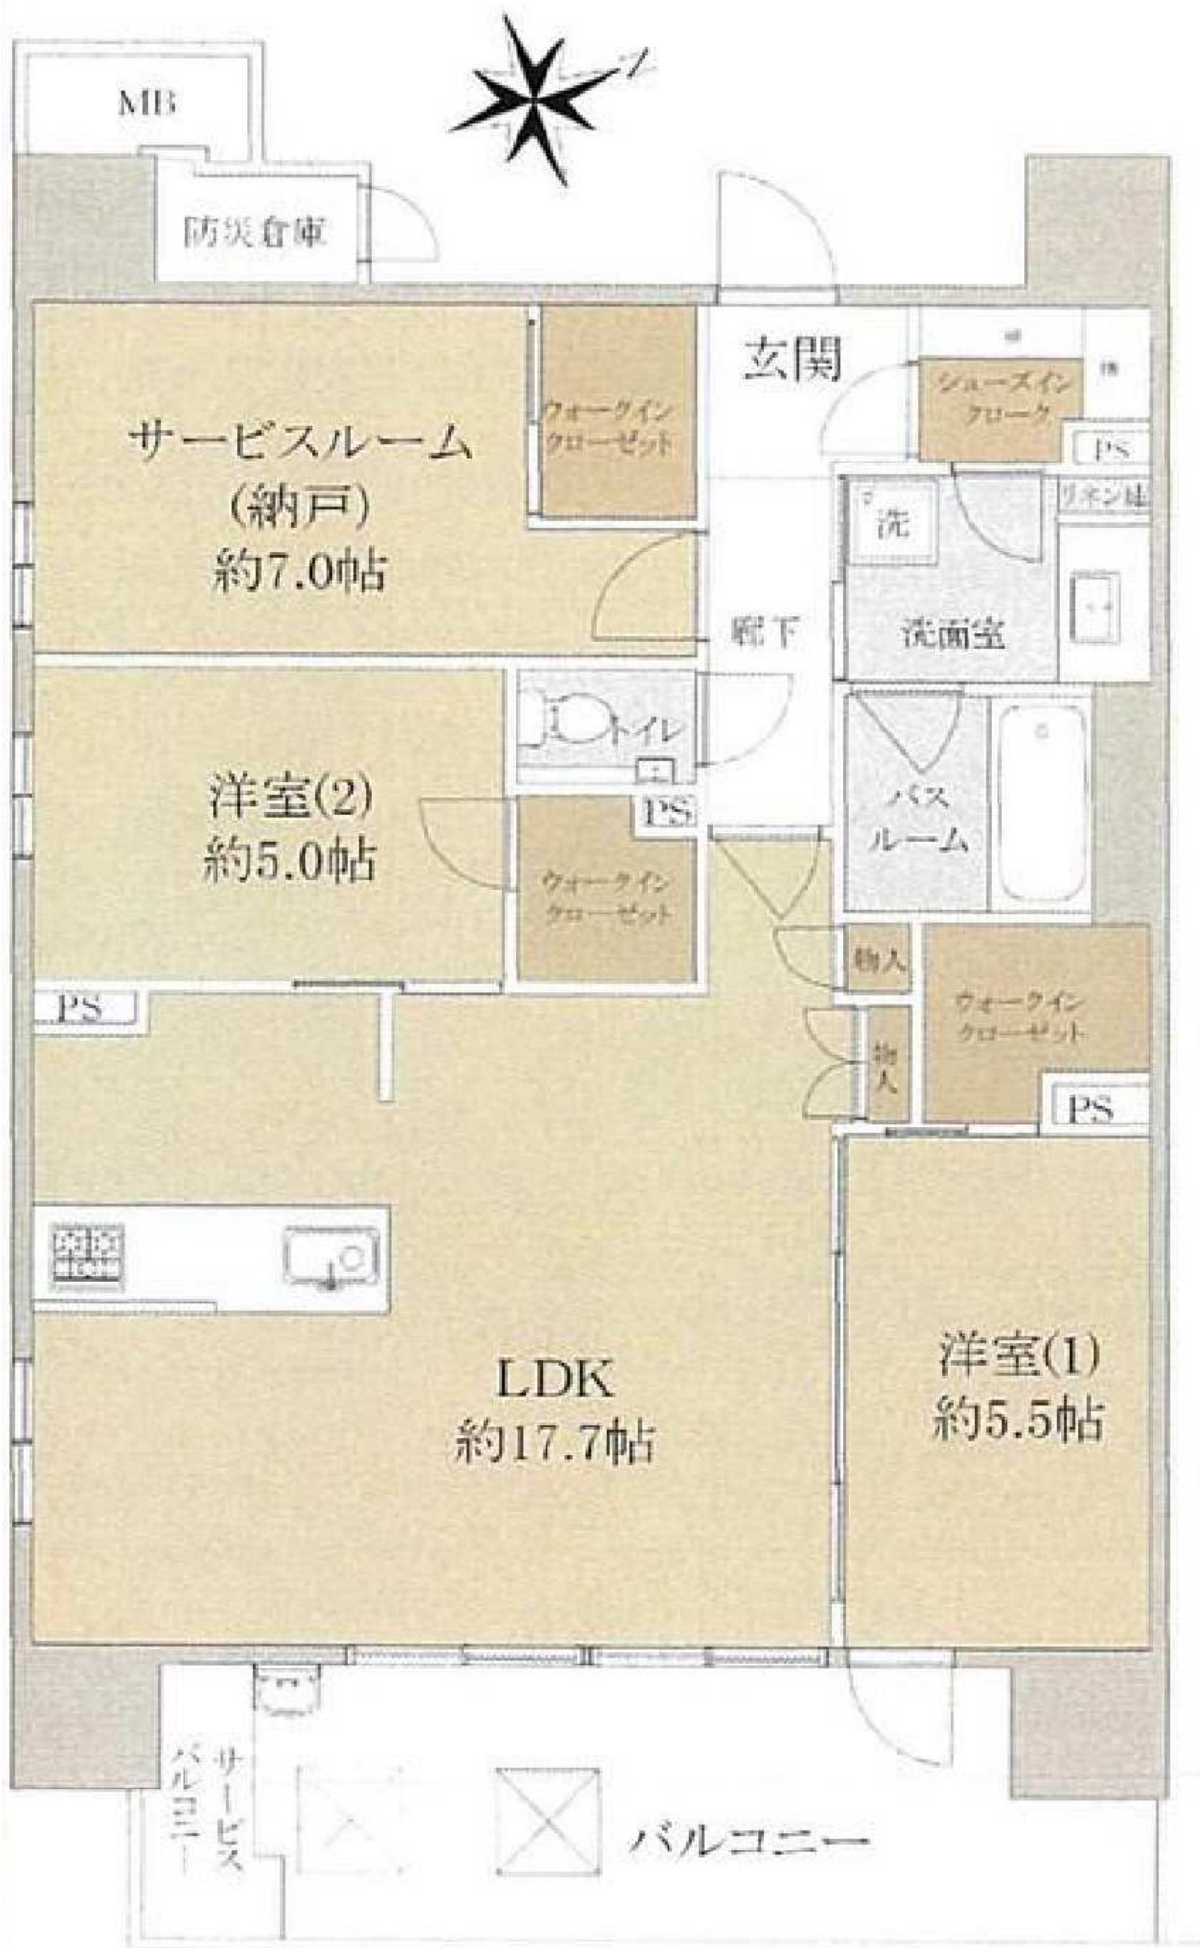 N
MB
防災倉庫
玄関
サービスルーム
(納戸)
約7.0帖
ウォークイン
クローゼット
シューズイン
クローク
PS
リネン庫
洗
洗面室
廊下
トイレ
PS
洋室(2)
約5.0帖
ウォークイン
クローゼット
バス
ルーム
物入
ウォークイン
クローゼット
物入
PS
PS
LDK
約17.7帖
洋室(1)
約5.5帖
サービス
バルコニー
バルコニー